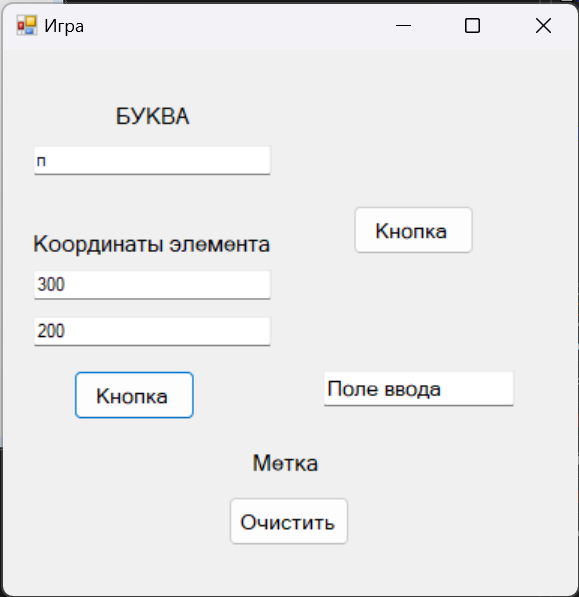 Игра
БУКВА
п
Кнопка
Координаты элемента
300
200
Кнопка
Поле ввода
Метка
Очистить